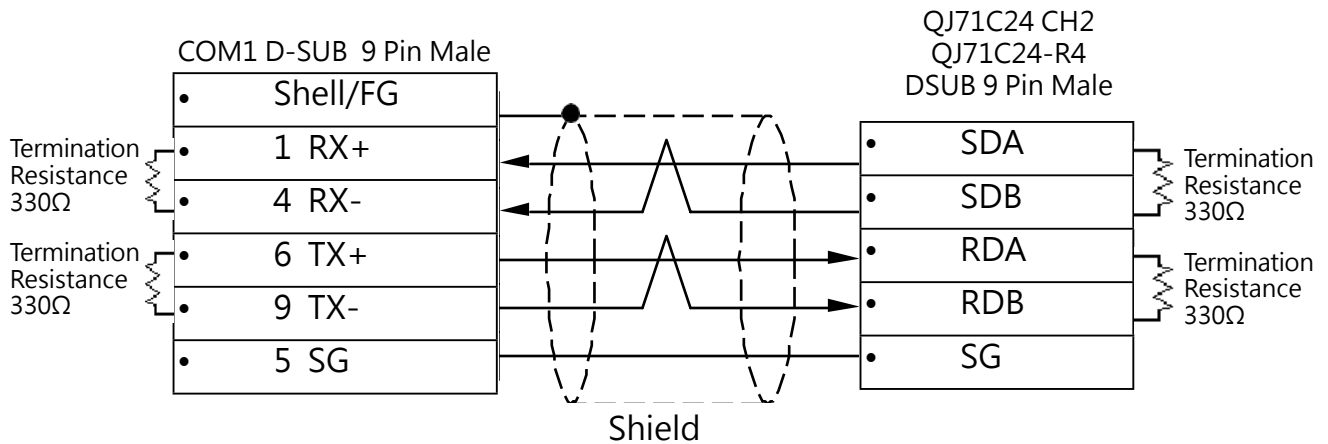 QJ71C24 CH2
QJ71C24-R4
DSUB 9 Pin Male
COM1 D-SUB 9 Pin Male
Shell/FG
1 RX+
4 RX-
6 TX+
9 TX-
5 SG
Termination
Resistance
330Ω
Termination
Resistance
330Ω
SDA
SDB
RDA
RDB
SG
Termination
Resistance
330Ω
Termination
Resistance
330Ω
Shield